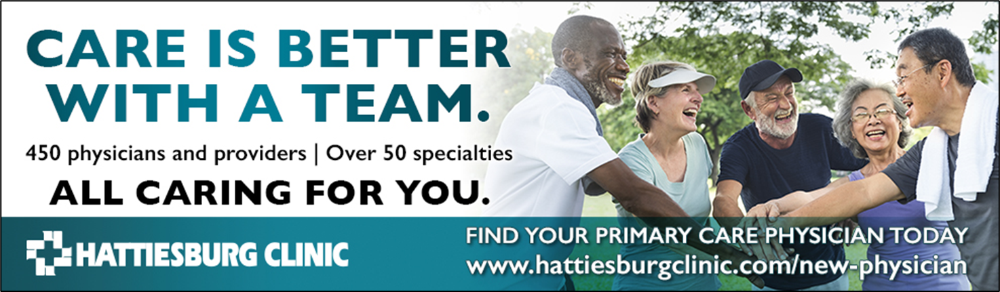 CARE IS BETTER
WITH A TEAM.
450 physicians and providers | Over 50 specialties
ALL CARING FOR YOU.
HATTIESBURG CLINIC
FIND YOUR PRIMARY CARE PHYSICIAN TODAY
www.hattiesburgclinic.com/new-physician